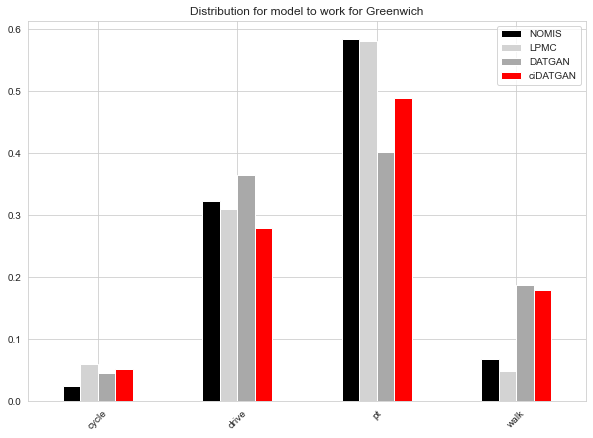 Distribution for model to work for Greenwich
NOMIS
LPMC
DATGAN
ciDATGAN
0.6
0.5
0.4
0.3
0.2
0.1
0.0
cycle
drive
pt
walk